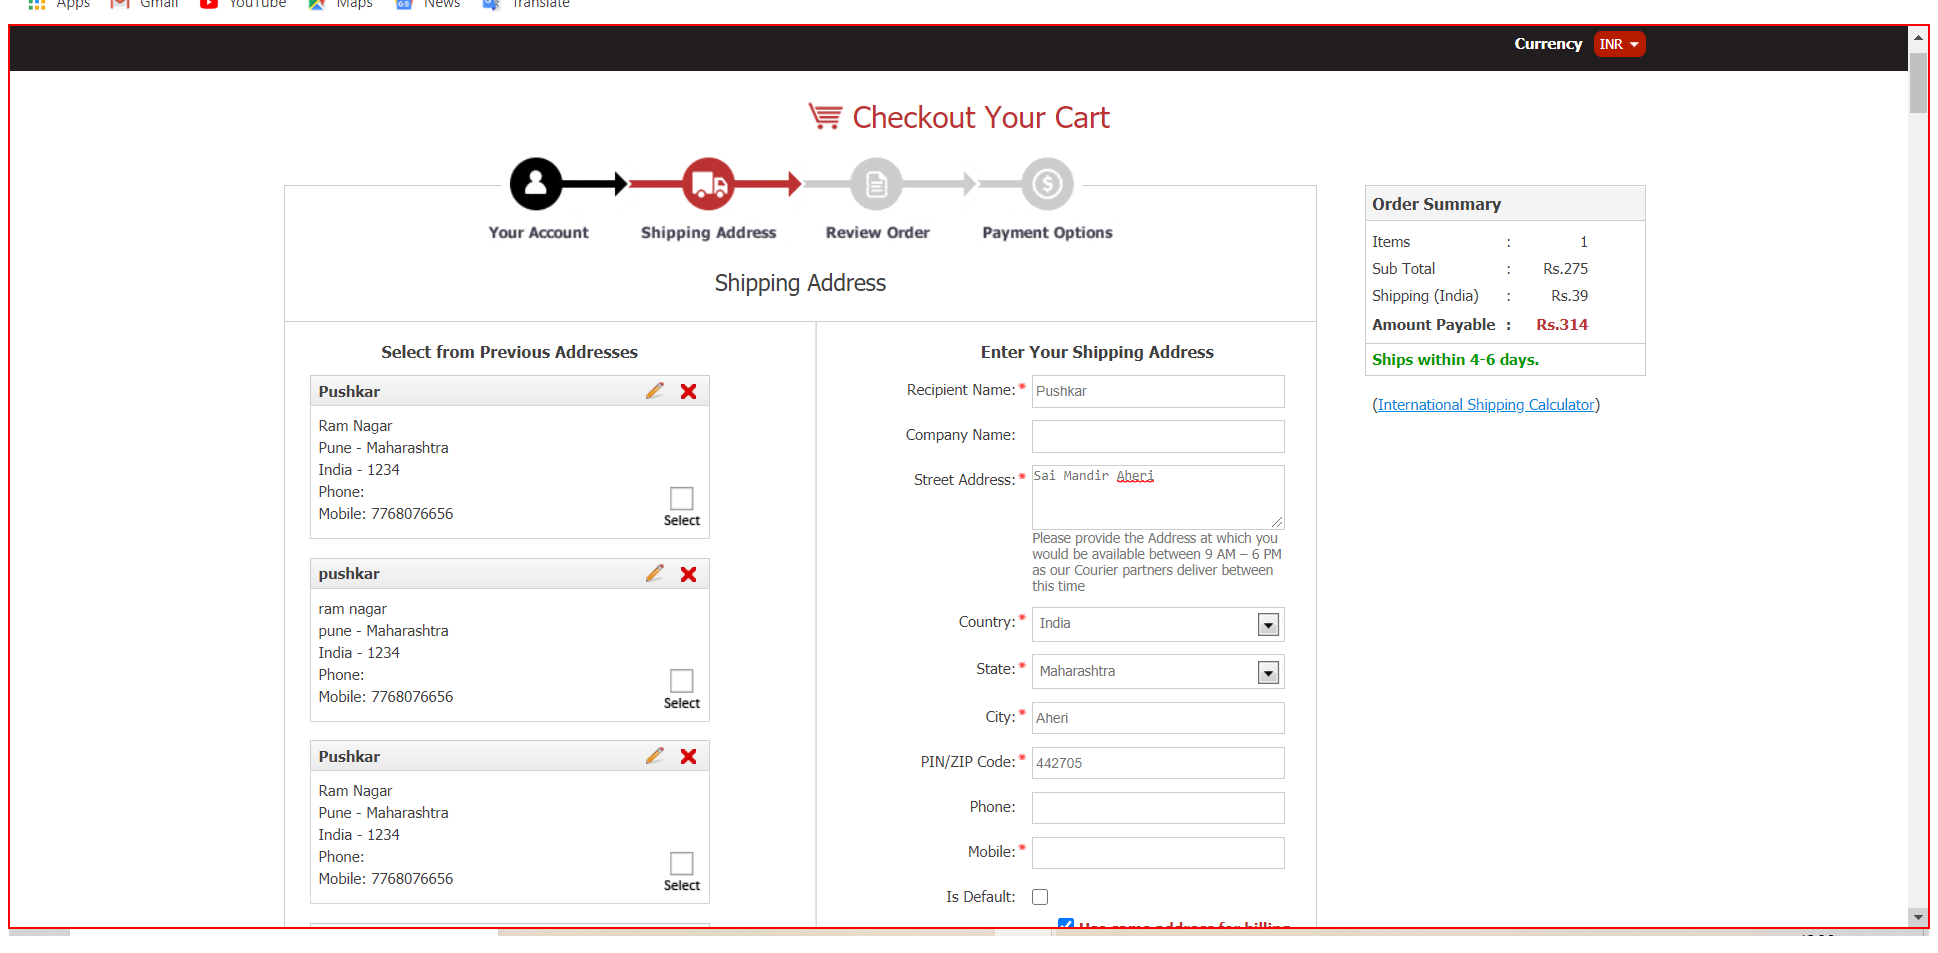 Apps Gmail YouTube Maps News Translate
Currency INR
Checkout Your Cart
Your Account Shipping Address Review Order Payment Options
Shipping Address
Select from Previous Addresses
Pushkar
Ram Nagar
Pune - Maharashtra
India - 1234
Phone:
Mobile: 7768076656
Select
pushkar
ram nagar
pune - Maharashtra
India - 1234
Phone:
Mobile: 7768076656
Select
Pushkar
Ram Nagar
Pune - Maharashtra
India - 1234
Phone:
Mobile: 7768076656
Select
Enter Your Shipping Address
Recipient Name:* Pushkar
Company Name:
Street Address:* Sai Mandir Aheri
Please provide the Address at which you
would be available between 9 AM – 6 PM
as our Courier partners deliver between
this time
Country:* India
State:* Maharashtra
City:* Aheri
PIN/ZIP Code:* 442705
Phone:
Mobile:*
Is Default:
Use same address for billing
Order Summary
Items : 1
Sub Total : Rs.275
Shipping (India) : Rs.39
Amount Payable : Rs.314
Ships within 4-6 days.
(International Shipping Calculator)